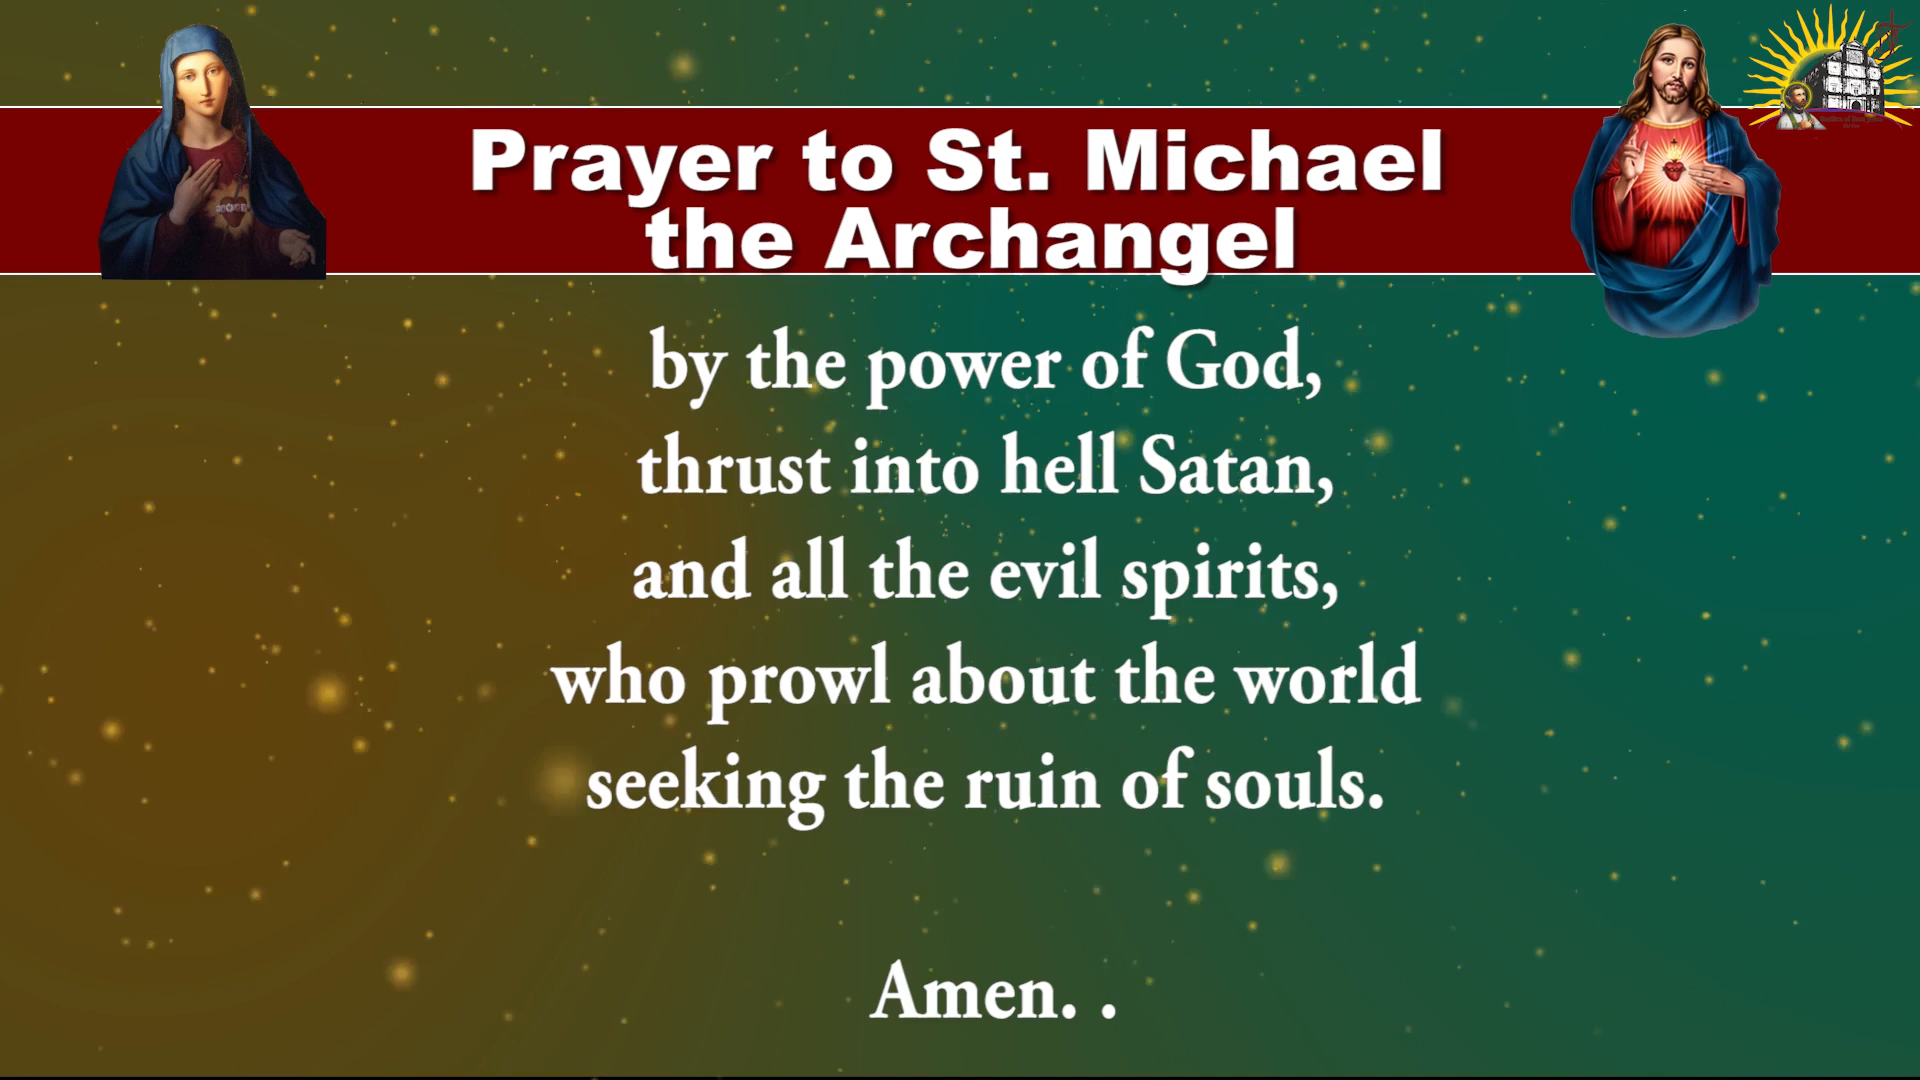 Prayer to St. Michael
the Archangel
by the power of God,
thrust into hell Satan,
and all the evil spirits,
who prowl about the world
seeking the ruin of souls.
Amen. .